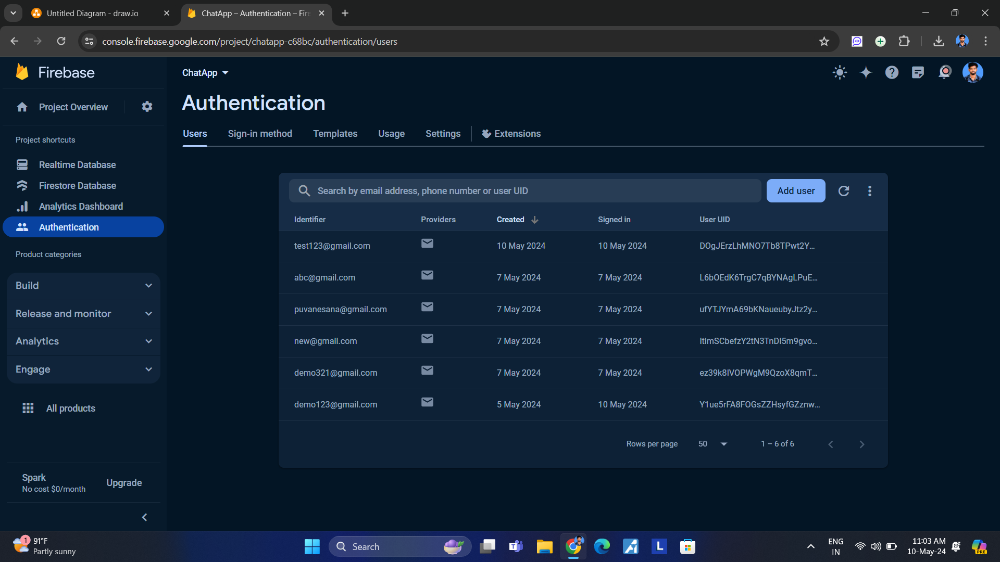 Untitled Diagram - draw.io
ChatApp – Authentication – Fire
console.firebase.google.com/project/chatapp-c68bc/authentication/users
Firebase
Project Overview
Project shortcuts
Realtime Database
Firestore Database
Analytics Dashboard
Authentication
Product categories
Build
Release and monitor
Analytics
Engage
All products
Spark
No cost $0/month
Upgrade
ChatApp
Authentication
Users Sign-in method Templates Usage Settings Extensions
Search by email address, phone number or user UID Add user
Identifier Providers Created Signed in User UID
test123@gmail.com 10 May 2024 10 May 2024 DOgJErzLhMNO7Tb8TPwt2Y...
abc@gmail.com 7 May 2024 7 May 2024 L6bOEdK6TrgC7qBYNAgLPuE...
puvanesana@gmail.com 7 May 2024 7 May 2024 ufYTJYmA69bKNaueubyJtz2y...
new@gmail.com 7 May 2024 7 May 2024 ItimSCbefzY2tN3TnDI5m9gvo...
demo321@gmail.com 7 May 2024 7 May 2024 ez39k8IVOPWgM9QzoX8qmT...
demo123@gmail.com 5 May 2024 10 May 2024 Y1ue5rFA8FOGsZZHsyfGZznw...
Rows per page 50 1 – 6 of 6
1
91°F
Partly sunny
Search
T
L
ENG
IN
11:03 AM
10-May-24
PRE